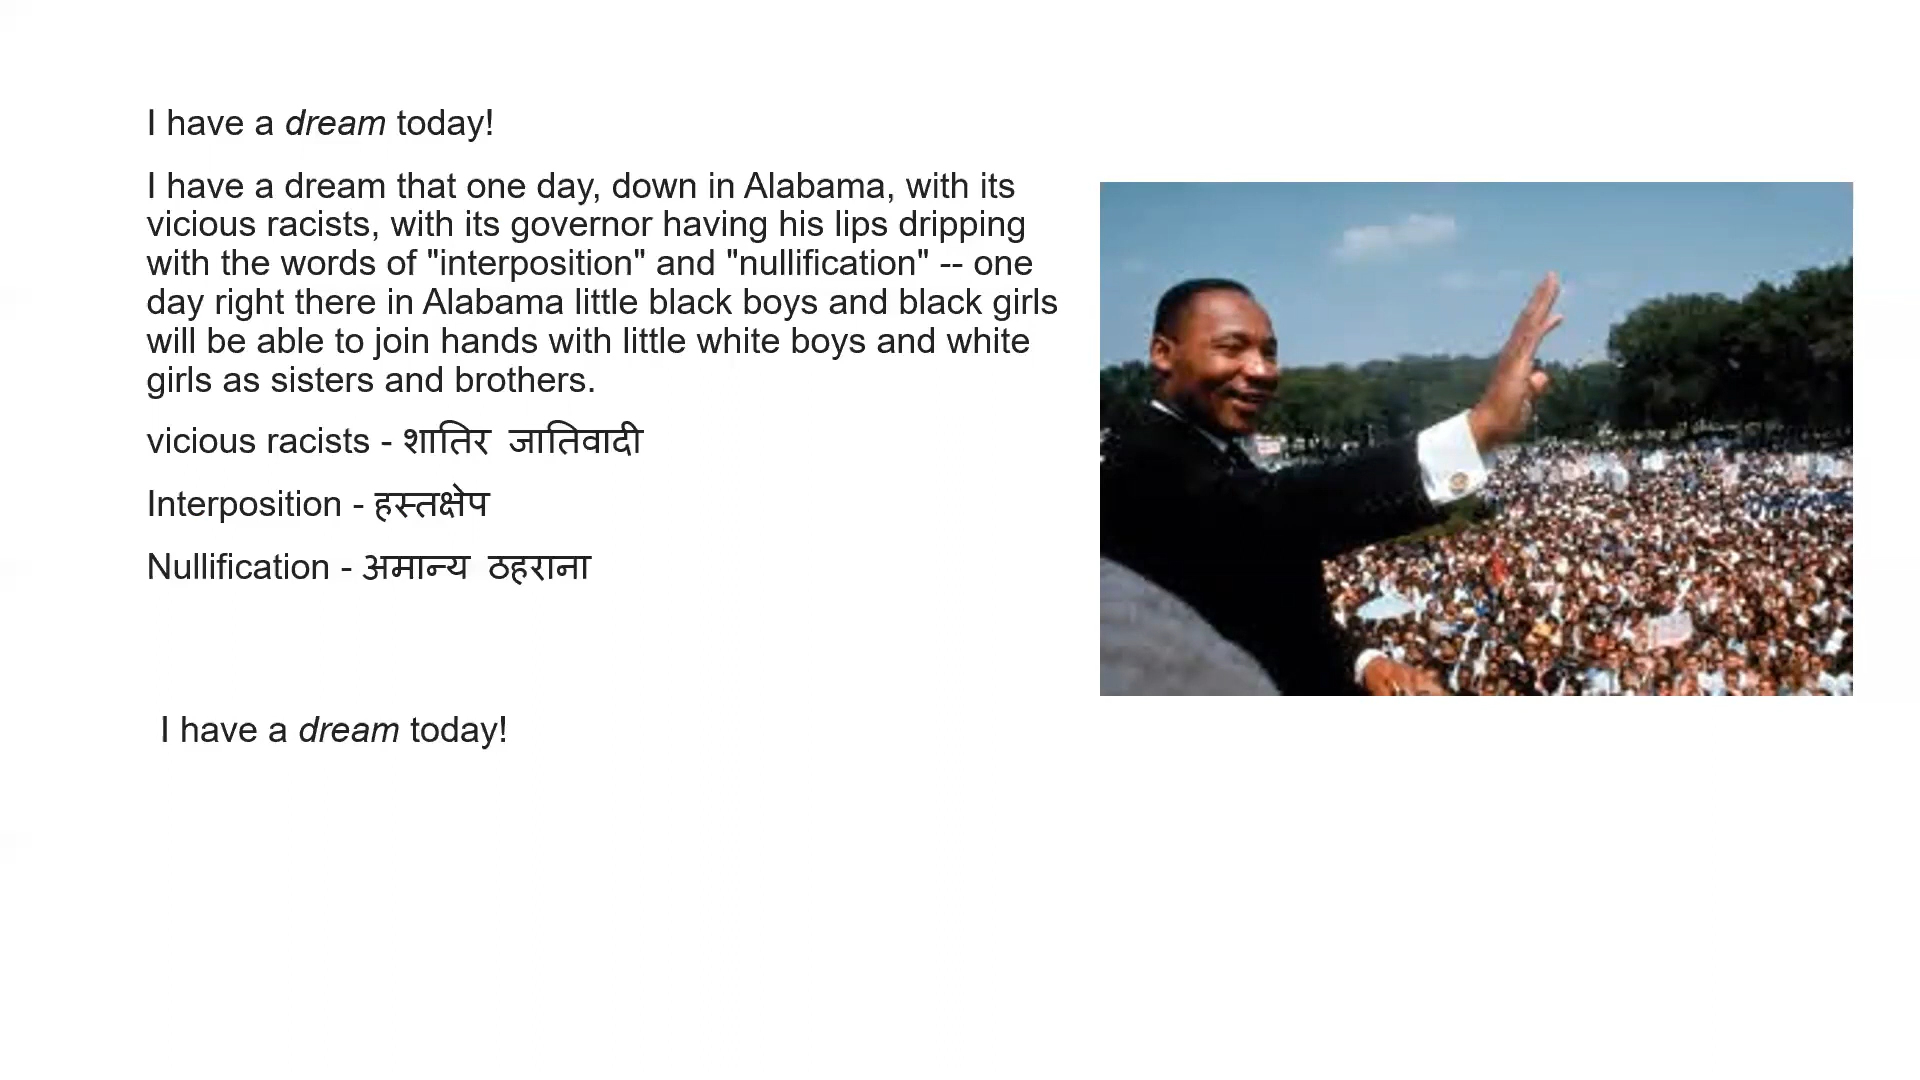 I have a dream today!
I have a dream that one day, down in Alabama, with its
vicious racists, with its governor having his lips dripping
with the words of "interposition" and "nullification" -- one
day right there in Alabama little black boys and black girls
will be able to join hands with little white boys and white
girls as sisters and brothers.
vicious racists - शातिर जातिवादी
Interposition - हस्तक्षेप
Nullification - अमान्य ठहराना
I have a dream today!